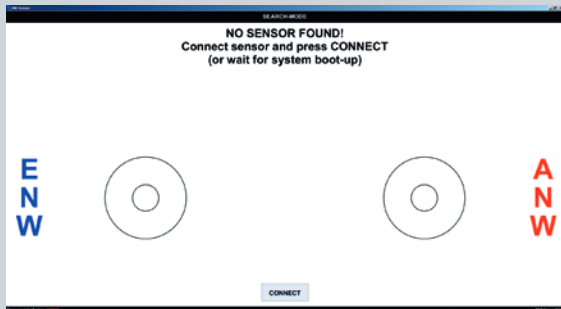 SEARCH-MODE
NO SENSOR FOUND!
Connect sensor and press CONNECT
(or wait for system boot-up)
E
N
W
A
N
W
CONNECT